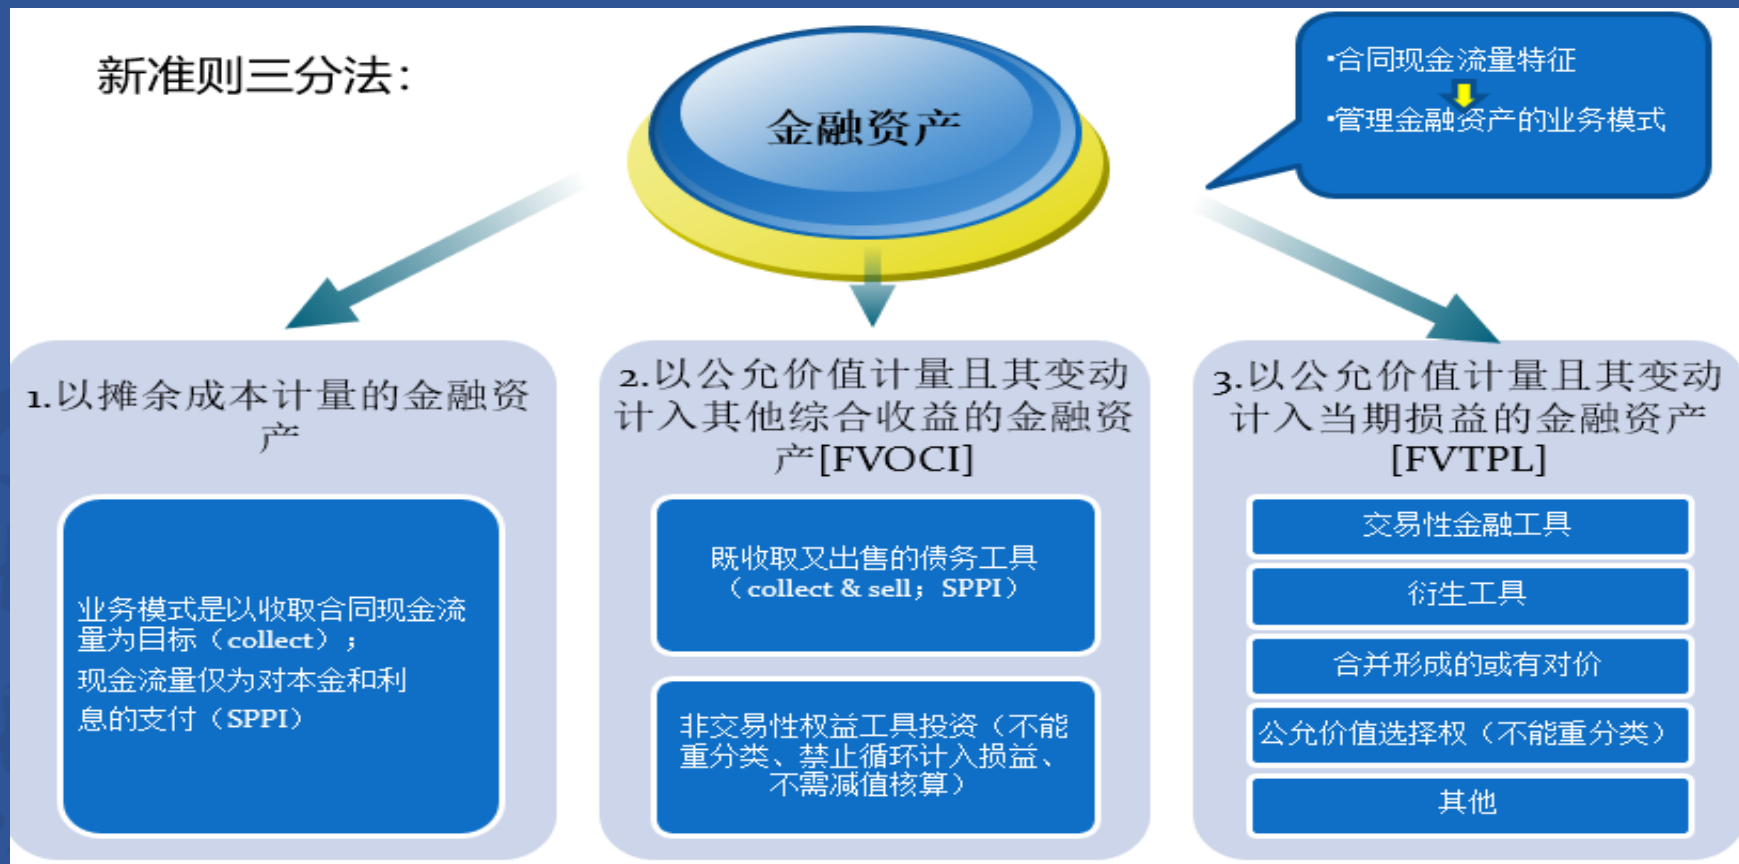 新准则三分法：
金融资产
▪合同现金流量特征
▪管理金融资产的业务模式
1.以摊余成本计量的金融资
产
业务模式是以收取合同现金流
量为目标（collect）；
现金流量仅为对本金和利
息的支付（SPPI）
2.以公允价值计量且其变动
计入其他综合收益的金融资
产[FVOCI]
既收取又出售的债务工具
（collect & sell；SPPI）
非交易性权益工具投资（不能
重分类、禁止循环计入损益、
不需减值核算）
3.以公允价值计量且其变动
计入当期损益的金融资产
[FVTPL]
交易性金融工具
衍生工具
合并形成的或有对价
公允价值选择权（不能重分类）
其他